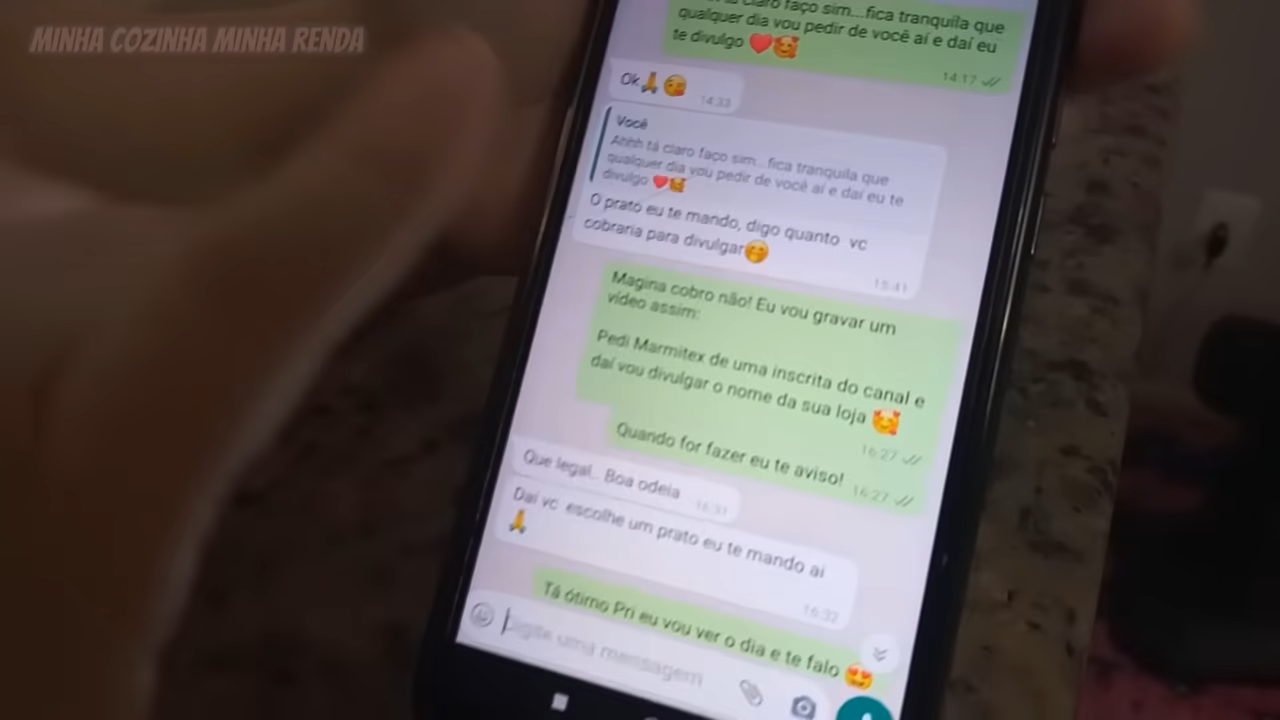 MINHA COZINHA MINHA RENDA
claro faço sim...fica tranquila que
qualquer dia vou pedir de você aí e daí eu
te divulgo ❤️🥰
14:17
Ok🙏😘
14:33
Você
Ahhh tá claro faço sim...fica tranquila que
qualquer dia vou pedir de você aí e daí eu te
divulgo ❤️🥰
O prato eu te mando, digo quanto vc
cobraria para divulgar🤭
15:41
Magina cobro não! Eu vou gravar um
vídeo assim:
Pedi Marmitex de uma inscrita do canal e
daí vou divulgar o nome da sua loja 🥰
16:27
Quando for fazer eu te aviso!
16:27
Que legal.. Boa odeia
16:31
Daí vc escolhe um prato eu te mando ai
🙏
16:32
Tá ótimo Pri eu vou ver o dia e te falo 😍
Digite uma mensagem